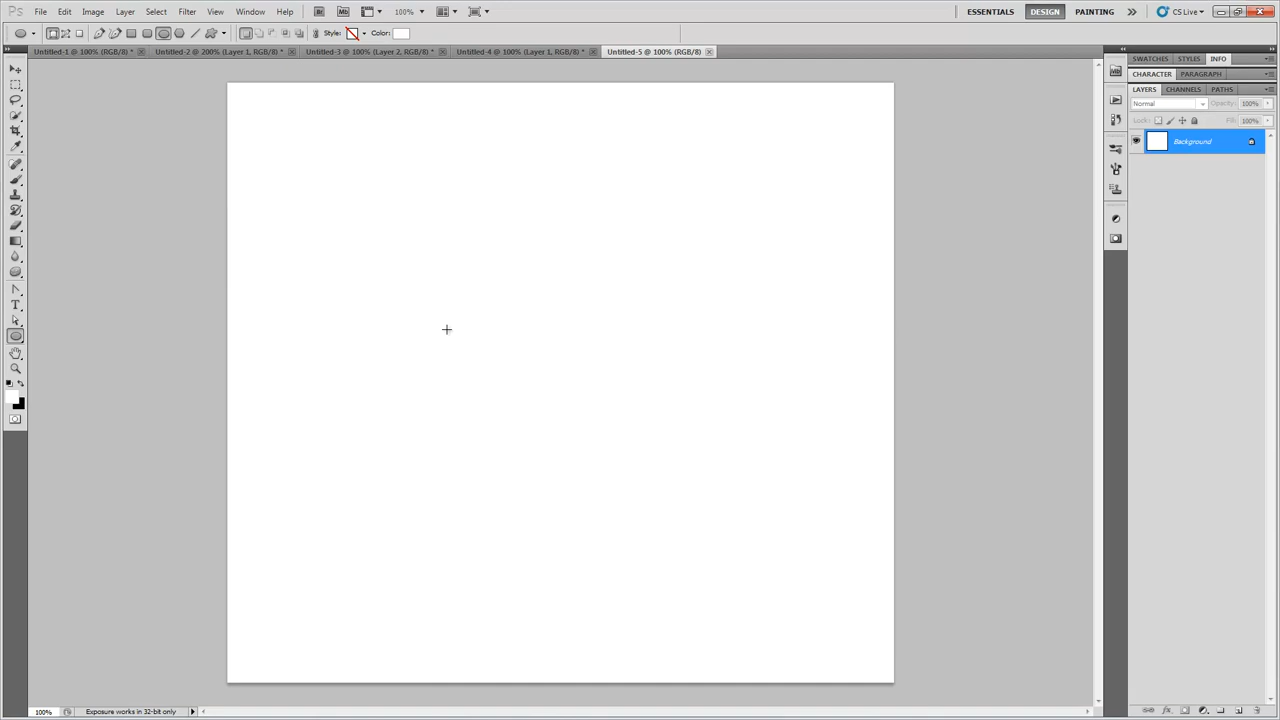 Ps File Edit Image Layer Select Filter View Window Help Br Mb 100% ESSENTIALS DESIGN PAINTING CS Live
Style: Color:
Untitled-1 @ 100% (RGB/8) * Untitled-2 @ 200% (Layer 1, RGB/8) * Untitled-3 @ 100% (Layer 2, RGB/8) * Untitled-4 @ 100% (Layer 1, RGB/8) * Untitled-5 @ 100% (RGB/8)
SWATCHES STYLES INFO
Mb
CHARACTER PARAGRAPH
LAYERS CHANNELS PATHS
Normal Opacity: 100%
Lock: Fill: 100%
Background
T
100% Exposure works in 32-bit only
fx